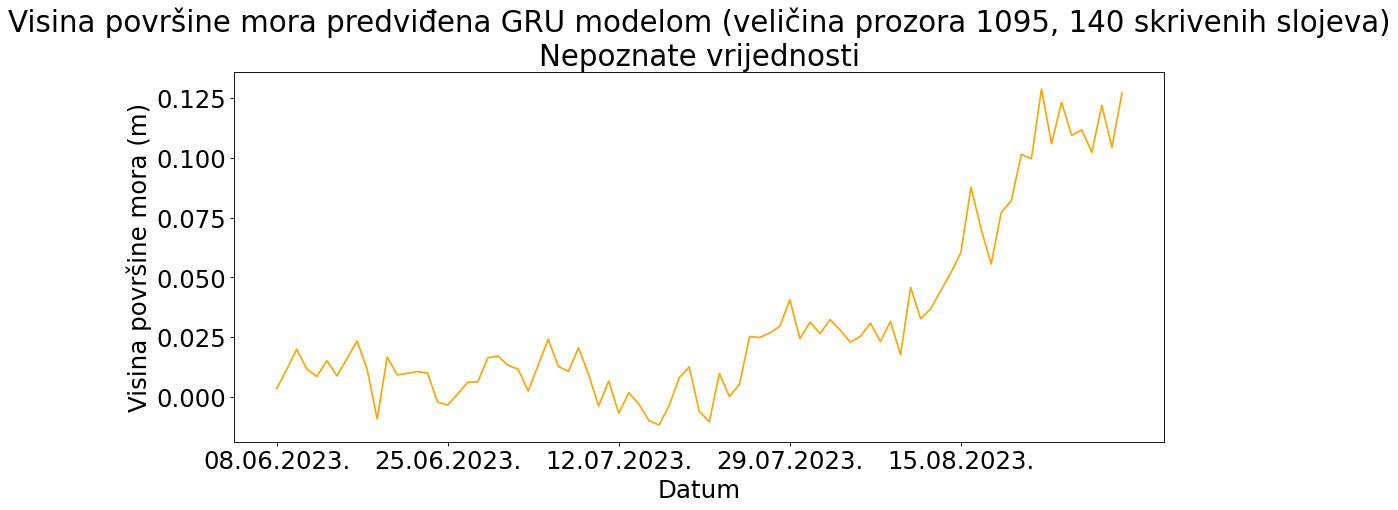 Visina površine mora predviđena GRU modelom (veličina prozora 1095, 140 skrivenih slojeva)
Nepoznate vrijednosti
Visina površine mora (m)
0.125
0.100
0.075
0.050
0.025
0.000
08.06.2023. 25.06.2023. 12.07.2023. 29.07.2023. 15.08.2023.
Datum